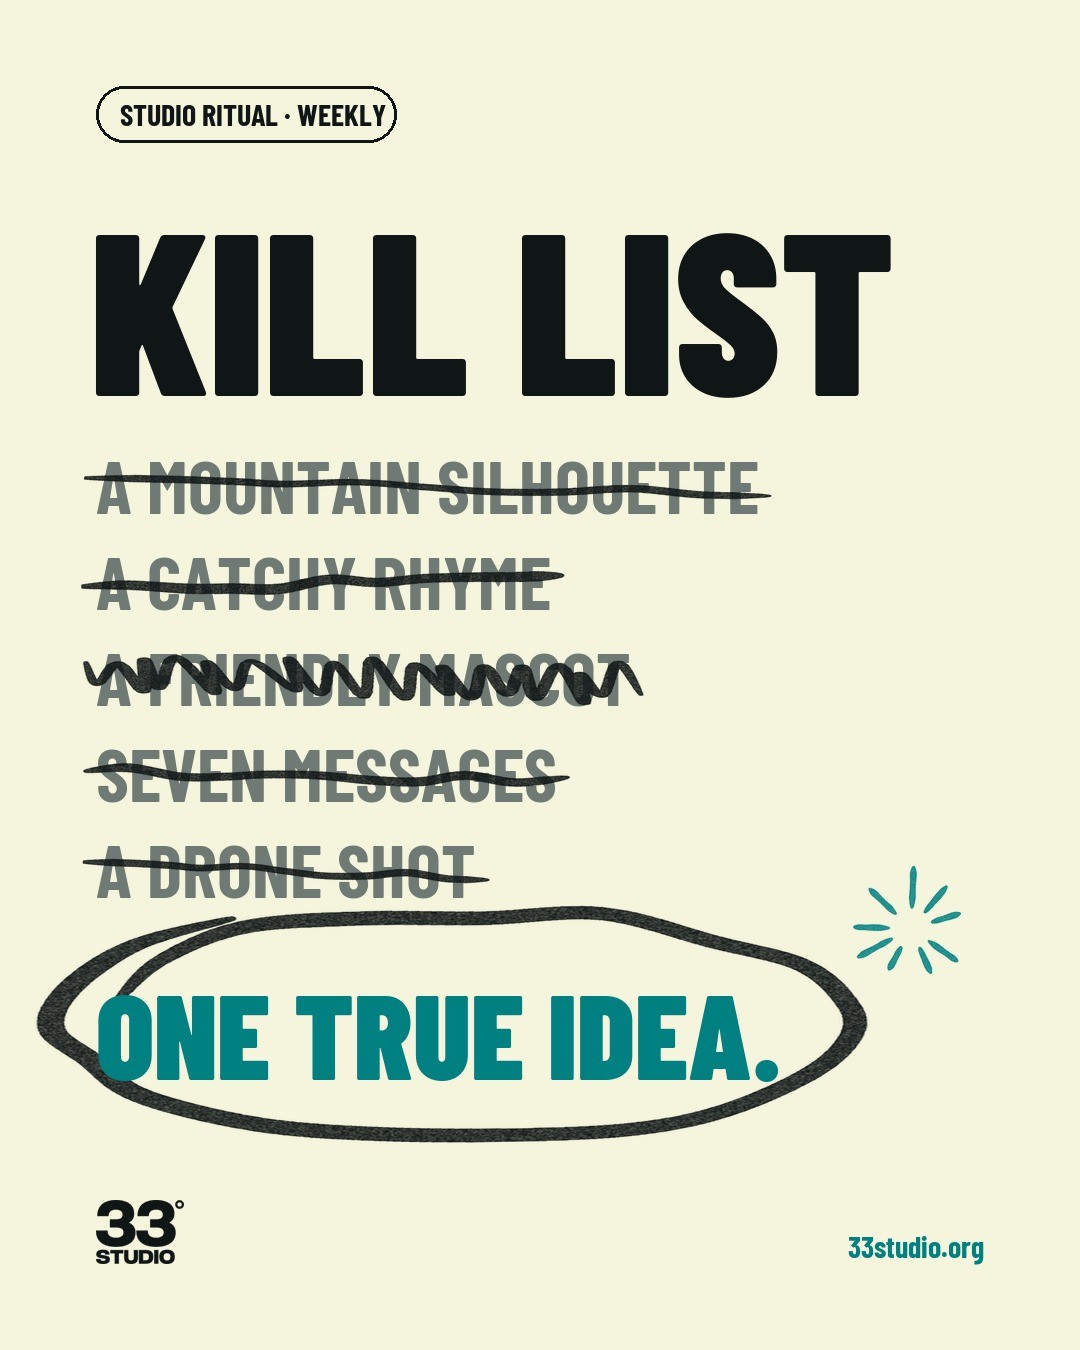 STUDIO RITUAL · WEEKLY
KILL LIST
A MOUNTAIN SILHOUETTE
A CATCHY RHYME
A FRIENDLY MASCOT
SEVEN MESSAGES
A DRONE SHOT
ONE TRUE IDEA.
33°
STUDIO
33studio.org